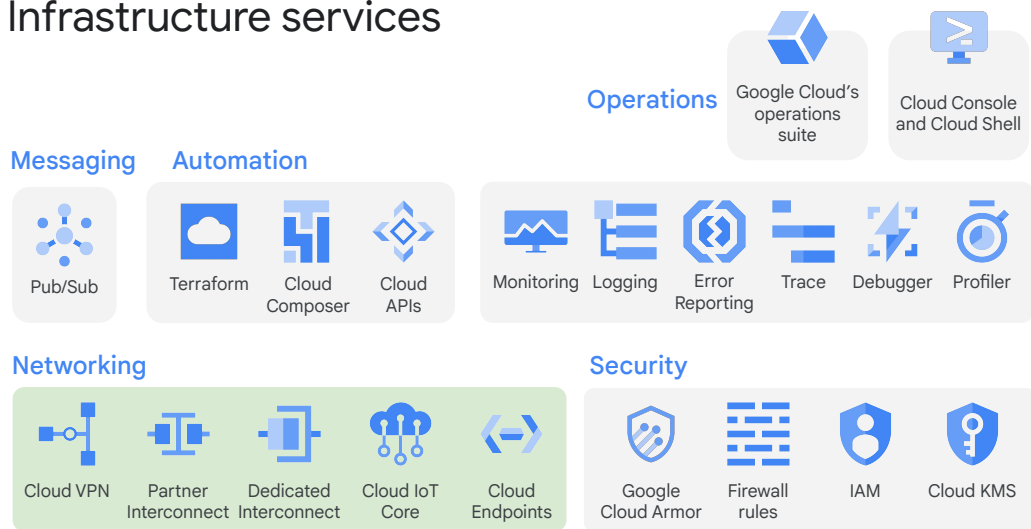 Infrastructure services
Operations
Google Cloud's
operations
suite
Cloud Console
and Cloud Shell
Messaging
Automation
Pub/Sub
Terraform
Cloud
Composer
Cloud
APIs
Monitoring
Logging
Error
Reporting
Trace
Debugger
Profiler
Networking
Security
Cloud VPN
Partner
Interconnect
Dedicated
Interconnect
Cloud IoT
Core
Cloud
Endpoints
Google
Cloud Armor
Firewall
rules
IAM
Cloud KMS